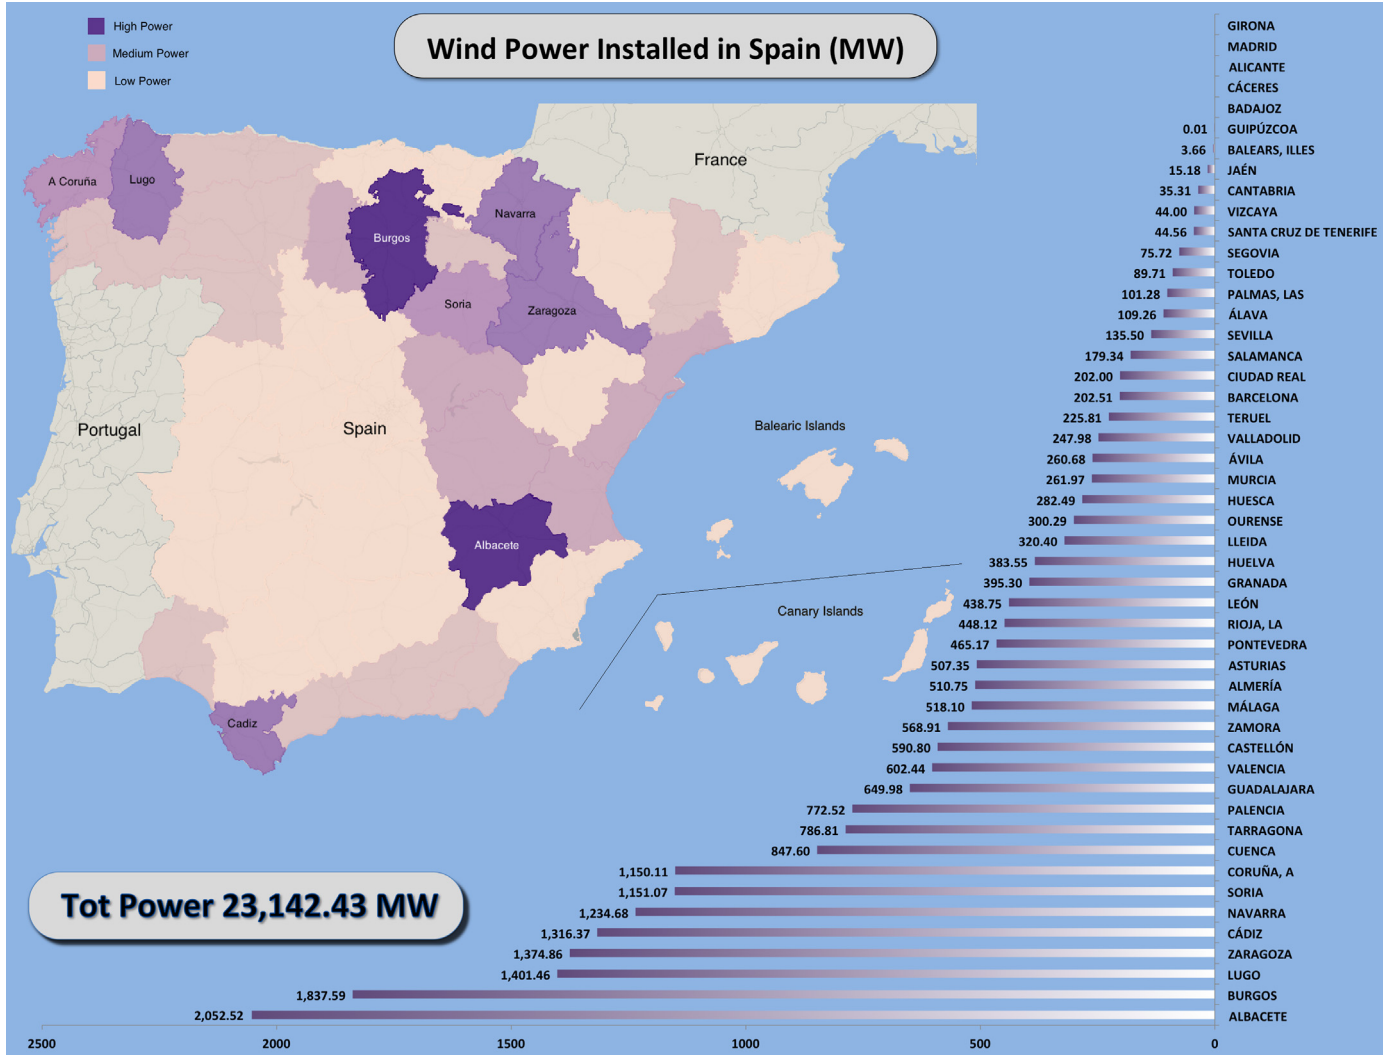 High Power
Medium Power
Low Power
Wind Power Installed in Spain (MW)
France
A Coruña
Lugo
Navarra
Burgos
Soria
Zaragoza
Portugal
Spain
Balearic Islands
Albacete
Canary Islands
Cadiz
Tot Power 23,142.43 MW
GIRONA
MADRID
ALICANTE
CÁCERES
BADAJOZ
0.01 GUIPÚZCOA
3.66 BALEARS, ILLES
15.18 JAÉN
35.31 CANTABRIA
44.00 VIZCAYA
44.56 SANTA CRUZ DE TENERIFE
75.72 SEGOVIA
89.71 TOLEDO
101.28 PALMAS, LAS
109.26 ÁLAVA
135.50 SEVILLA
179.34 SALAMANCA
202.00 CIUDAD REAL
202.51 BARCELONA
225.81 TERUEL
247.98 VALLADOLID
260.68 ÁVILA
261.97 MURCIA
282.49 HUESCA
300.29 OURENSE
320.40 LLEIDA
383.55 HUELVA
395.30 GRANADA
438.75 LEÓN
448.12 RIOJA, LA
465.17 PONTEVEDRA
507.35 ASTURIAS
510.75 ALMERÍA
518.10 MÁLAGA
568.91 ZAMORA
590.80 CASTELLÓN
602.44 VALENCIA
649.98 GUADALAJARA
772.52 PALENCIA
786.81 TARRAGONA
847.60 CUENCA
1,150.11 CORUÑA, A
1,151.07 SORIA
1,234.68 NAVARRA
1,316.37 CÁDIZ
1,374.86 ZARAGOZA
1,401.46 LUGO
1,837.59 BURGOS
2,052.52 ALBACETE
2500 2000 1500 1000 500 0